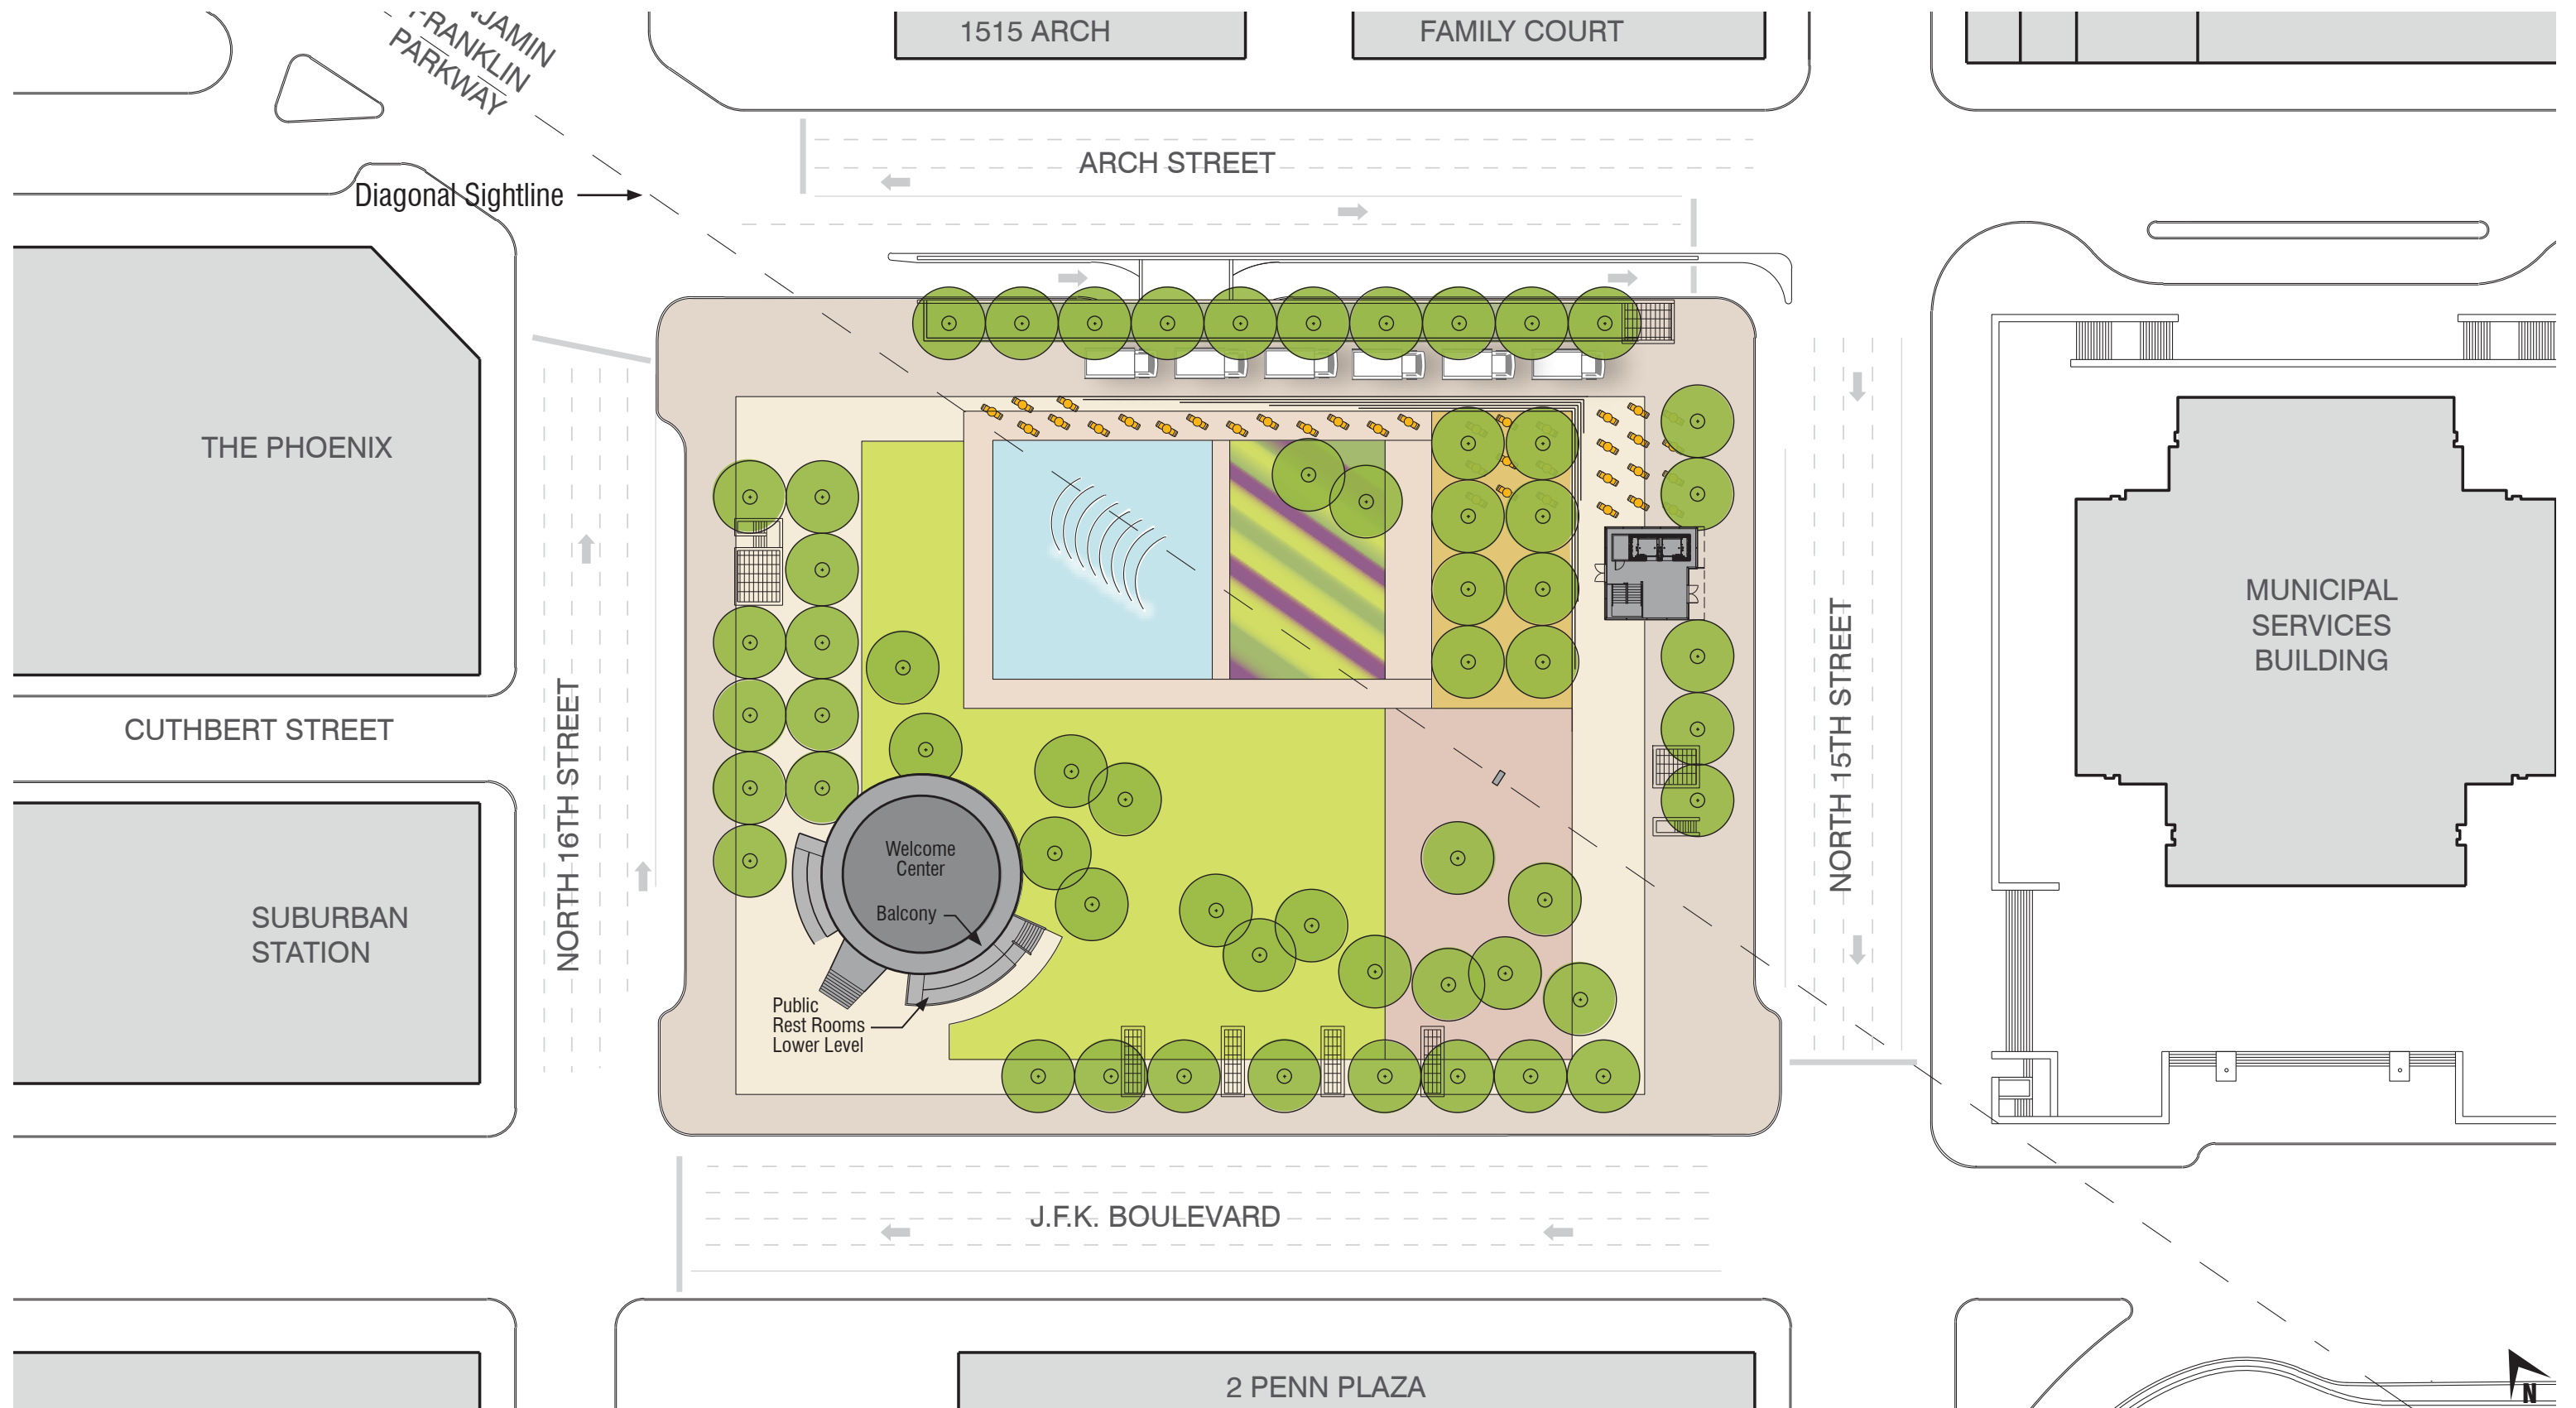 1515 ARCH
FAMILY COURT
FRANKLIN
PARKWAY
ARCH STREET
Diagonal Sightline
THE PHOENIX
MUNICIPAL
SERVICES
BUILDING
CUTHBERT STREET
NORTH 16TH STREET
NORTH 15TH STREET
Welcome
Center
Balcony
SUBURBAN
STATION
Public
Rest Rooms
Lower Level
J.F.K. BOULEVARD
2 PENN PLAZA
N